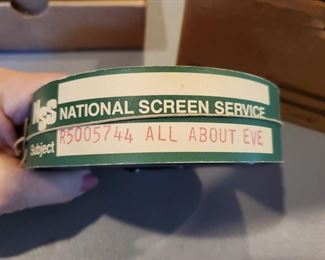 NSS NATIONAL SCREEN SERVICE
Subject R5005744 ALL ABOUT EVE